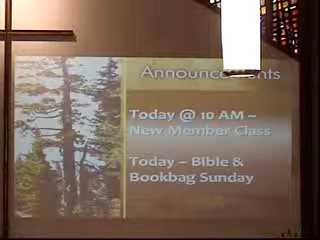 Announcements
Today @ 10 AM ~
New Member Class
Today ~ Bible &
Bookbag Sunday